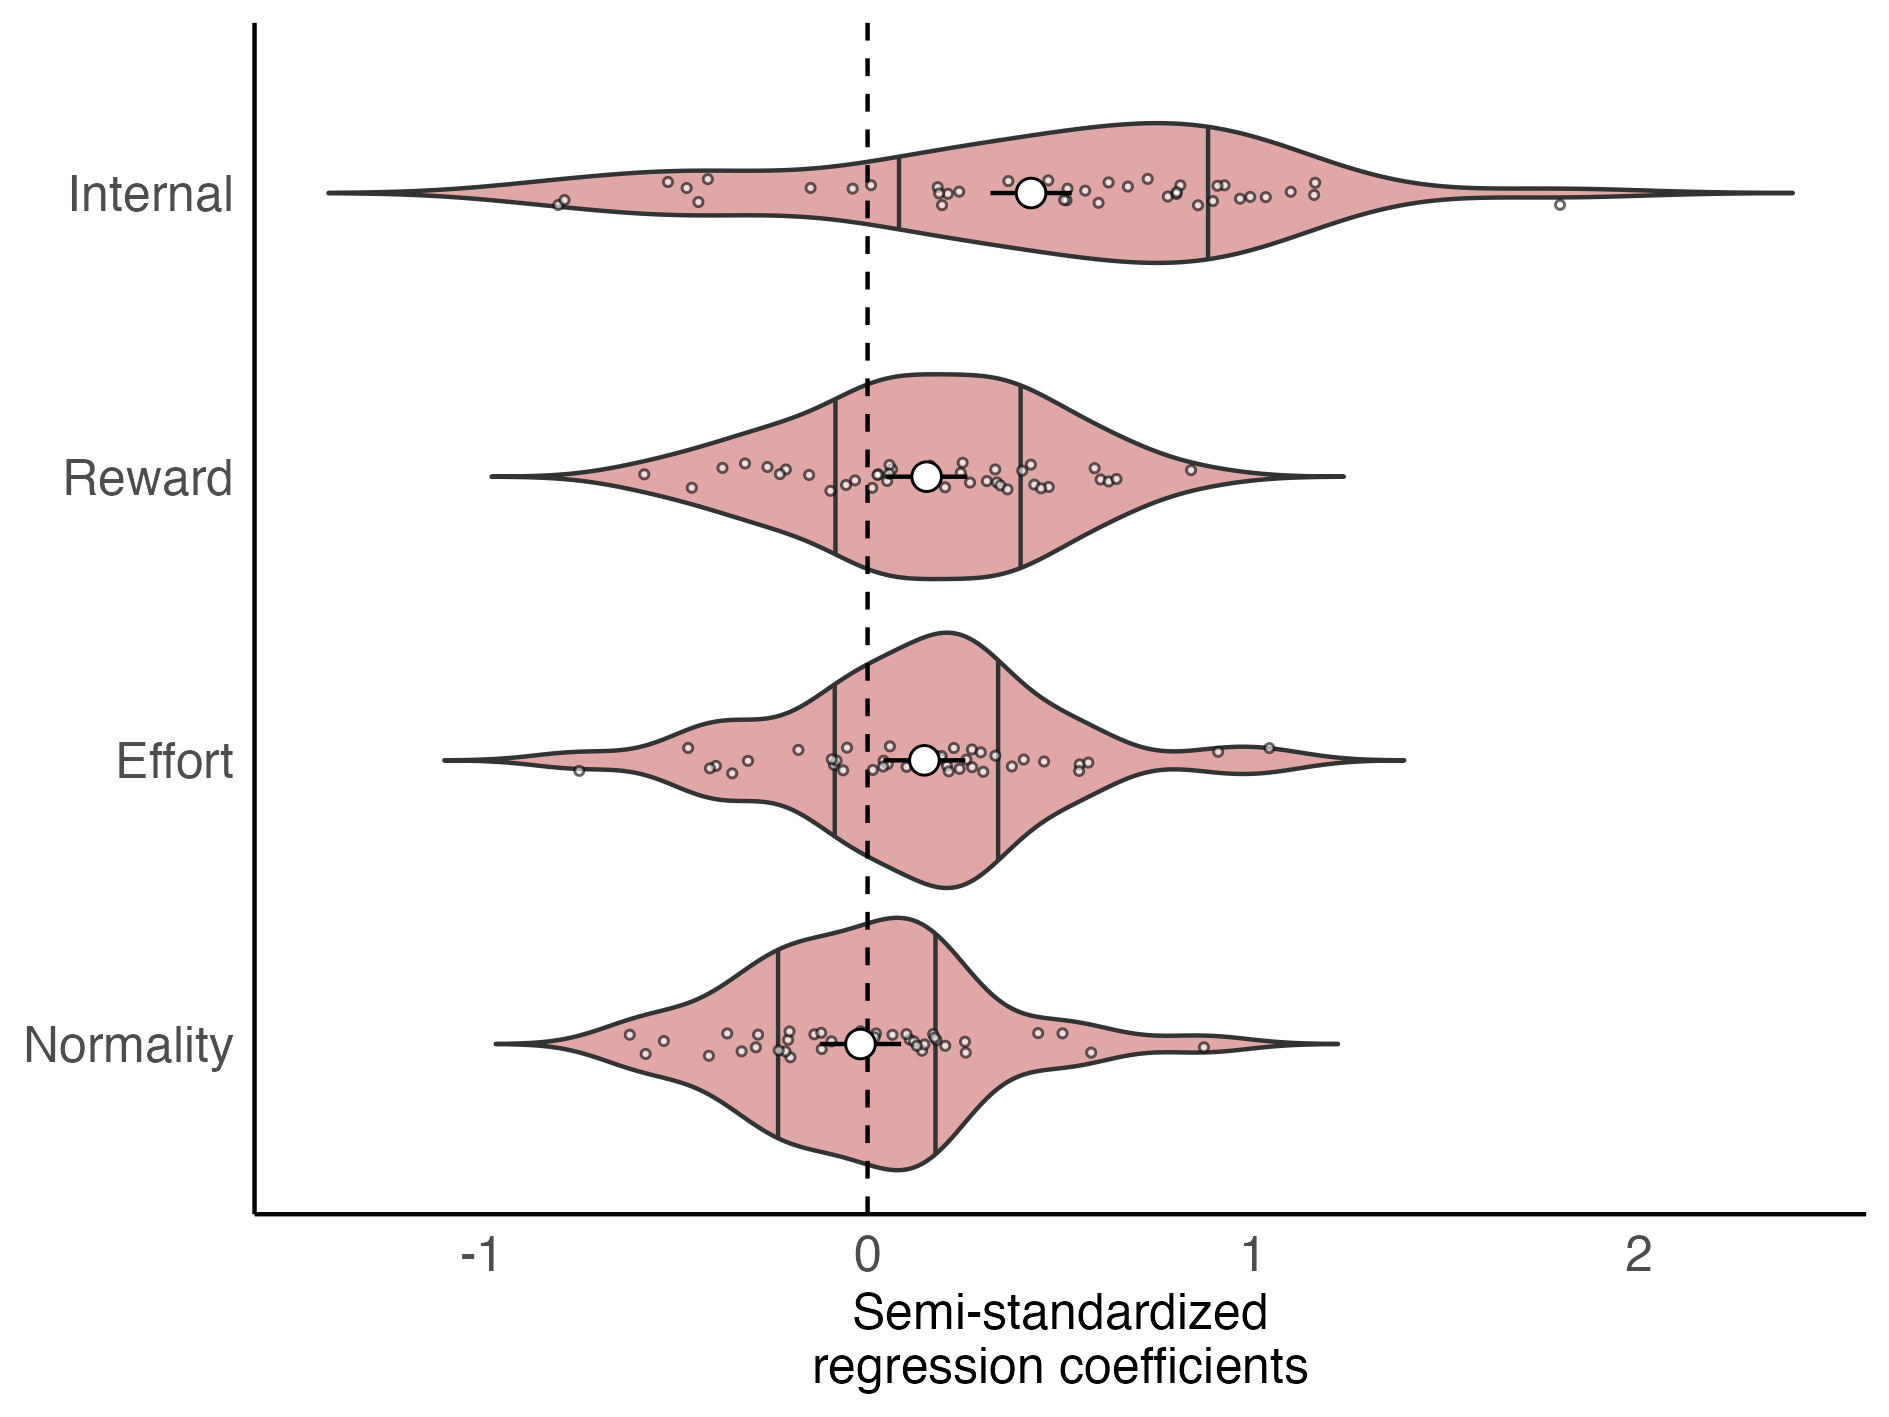 Internal
Reward
Effort
Normality
-1 0 1 2
Semi-standardized
regression coefficients